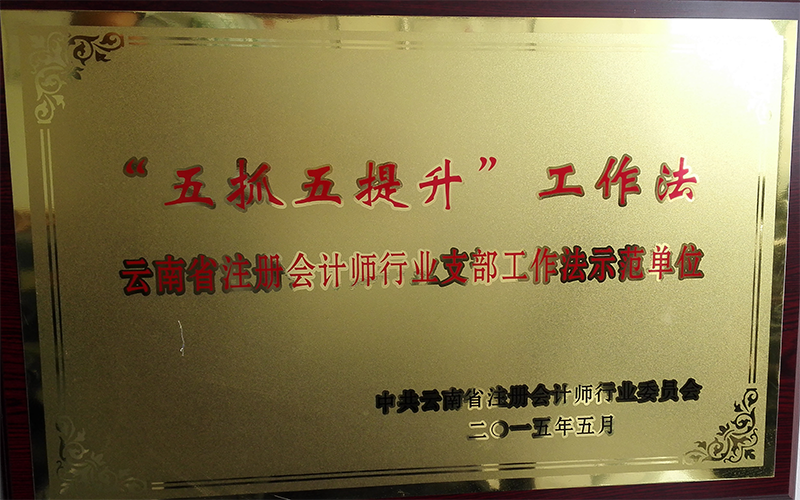 “五抓五提升”工作法
云南省注册会计师行业支部工作法示范单位
中共云南省注册会计师行业委员会
二〇一五年五月